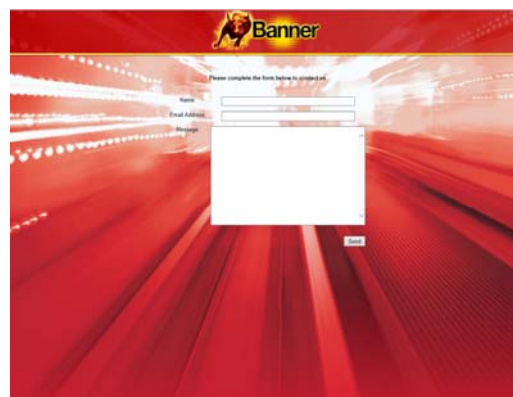 Banner
Please complete the form below to contact us
Name
Email Address
Message
Send